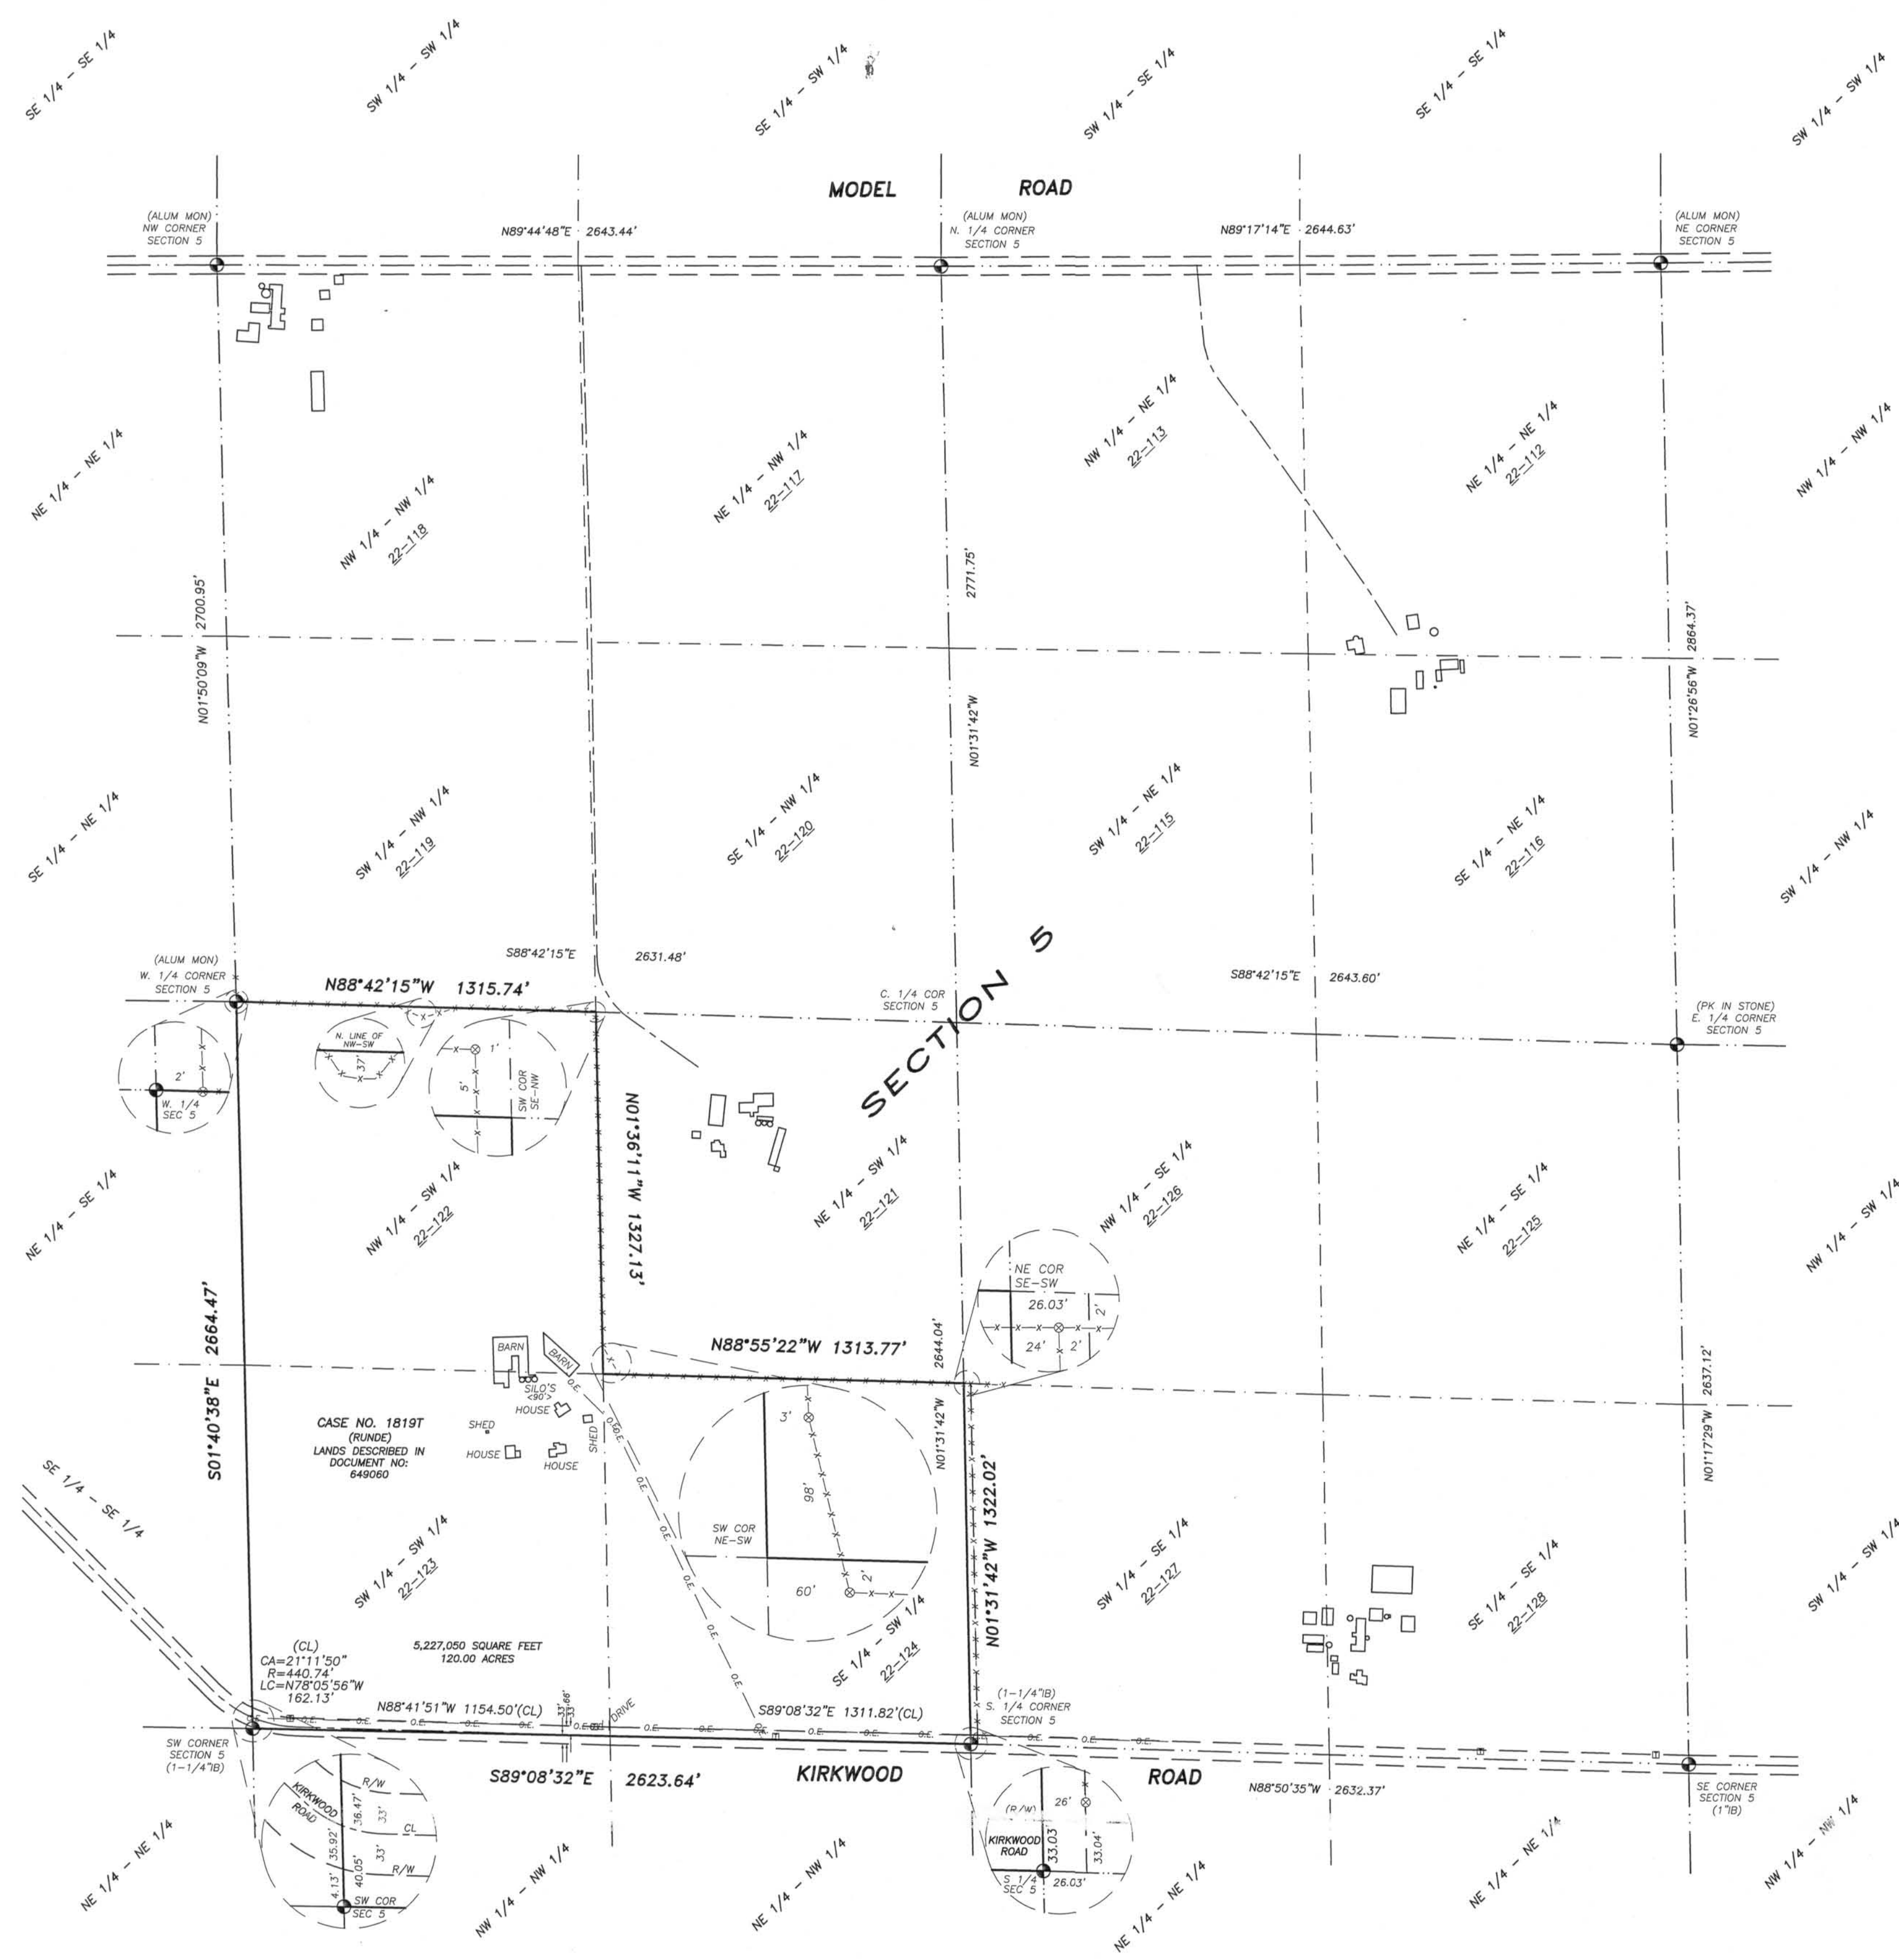 SE 1/4 - SE 1/4
SW 1/4 - SW 1/4
SE 1/4 - SW 1/4
SW 1/4 - SE 1/4
SE 1/4 - SE 1/4
SW 1/4 - SW 1/4
MODEL ROAD
(ALUM MON)
NW CORNER
SECTION 5
N89°44'48"E 2643.44'
(ALUM MON)
N. 1/4 CORNER
SECTION 5
N89°17'14"E 2644.63'
(ALUM MON)
NE CORNER
SECTION 5
NE 1/4 - NE 1/4
NW 1/4 - NW 1/4
22-118
NE 1/4 - NW 1/4
22-117
NW 1/4 - NE 1/4
22-113
NE 1/4 - NE 1/4
22-112
NW 1/4 - NW 1/4
N01°50'09"W 2700.95'
N01°31'42"W 2771.75'
N01°26'56"W 2864.37'
SE 1/4 - NE 1/4
SW 1/4 - NW 1/4
22-119
SE 1/4 - NW 1/4
22-120
SW 1/4 - NE 1/4
22-115
SE 1/4 - NE 1/4
22-116
SW 1/4 - NW 1/4
SECTION 5
(ALUM MON)
W. 1/4 CORNER
SECTION 5
S88°42'15"E 2631.48'
N88°42'15"W 1315.74'
C. 1/4 COR
SECTION 5
S88°42'15"E 2643.60'
(PK IN STONE)
E. 1/4 CORNER
SECTION 5
2'
W. 1/4
SEC 5
N. LINE OF
NW-SW
37'
1'
5'
SW COR
SE-NW
N01°36'11"W 1327.13'
NE 1/4 - SE 1/4
NW 1/4 - SW 1/4
22-122
NE 1/4 - SW 1/4
22-121
NW 1/4 - SE 1/4
22-126
NE 1/4 - SE 1/4
22-125
NW 1/4 - SW 1/4
NE COR
SE-SW
26.03'
2'
24'
2'
S01°40'38"E 2664.47'
N88°55'22"W 1313.77'
N01°31'42"W 2644.04'
N01°17'29"W 2637.12'
BARN
BARN
SILO'S
<90'>
HOUSE
SHED
SHED
HOUSE
HOUSE
O.E.
O.E.
O.E.
O.E.
O.E.
O.E.
O.E.
O.E.
CASE NO. 1819T
(RUNDE)
LANDS DESCRIBED IN
DOCUMENT NO:
649060
3'
98'
SW COR
NE-SW
60'
2'
N01°31'42"W 1322.02'
SE 1/4 - SE 1/4
SW 1/4 - SW 1/4
22-123
SE 1/4 - SW 1/4
22-124
SW 1/4 - SE 1/4
22-127
SE 1/4 - SE 1/4
22-128
SW 1/4 - SW 1/4
(CL)
CA=21°11'50"
R=440.74'
LC=N78°05'56"W
162.13'
5,227,050 SQUARE FEET
120.00 ACRES
N88°41'51"W 1154.50'(CL)
33'
33.66'
DRIVE
S89°08'32"E 1311.82'(CL)
(1-1/4"IB)
S. 1/4 CORNER
SECTION 5
O.E.
O.E.
O.E.
O.E.
O.E.
O.E.
O.E.
O.E.
O.E.
O.E.
O.E.
O.E.
SW CORNER
SECTION 5
(1-1/4"IB)
S89°08'32"E 2623.64'
KIRKWOOD ROAD
N88°50'35"W 2632.37'
SE CORNER
SECTION 5
(1"IB)
R/W
KIRKWOOD
ROAD
36.47'
33'
CL
35.92'
33'
40.05'
R/W
4.13'
SW COR
SEC 5
(R/W)
26'
KIRKWOOD
ROAD
33.03'
33.04'
S 1/4
SEC 5
26.03'
NE 1/4 - NE 1/4
NW 1/4 - NW 1/4
NE 1/4 - NW 1/4
NE 1/4 - NE 1/4
NE 1/4 - NE 1/4
NW 1/4 - NW 1/4